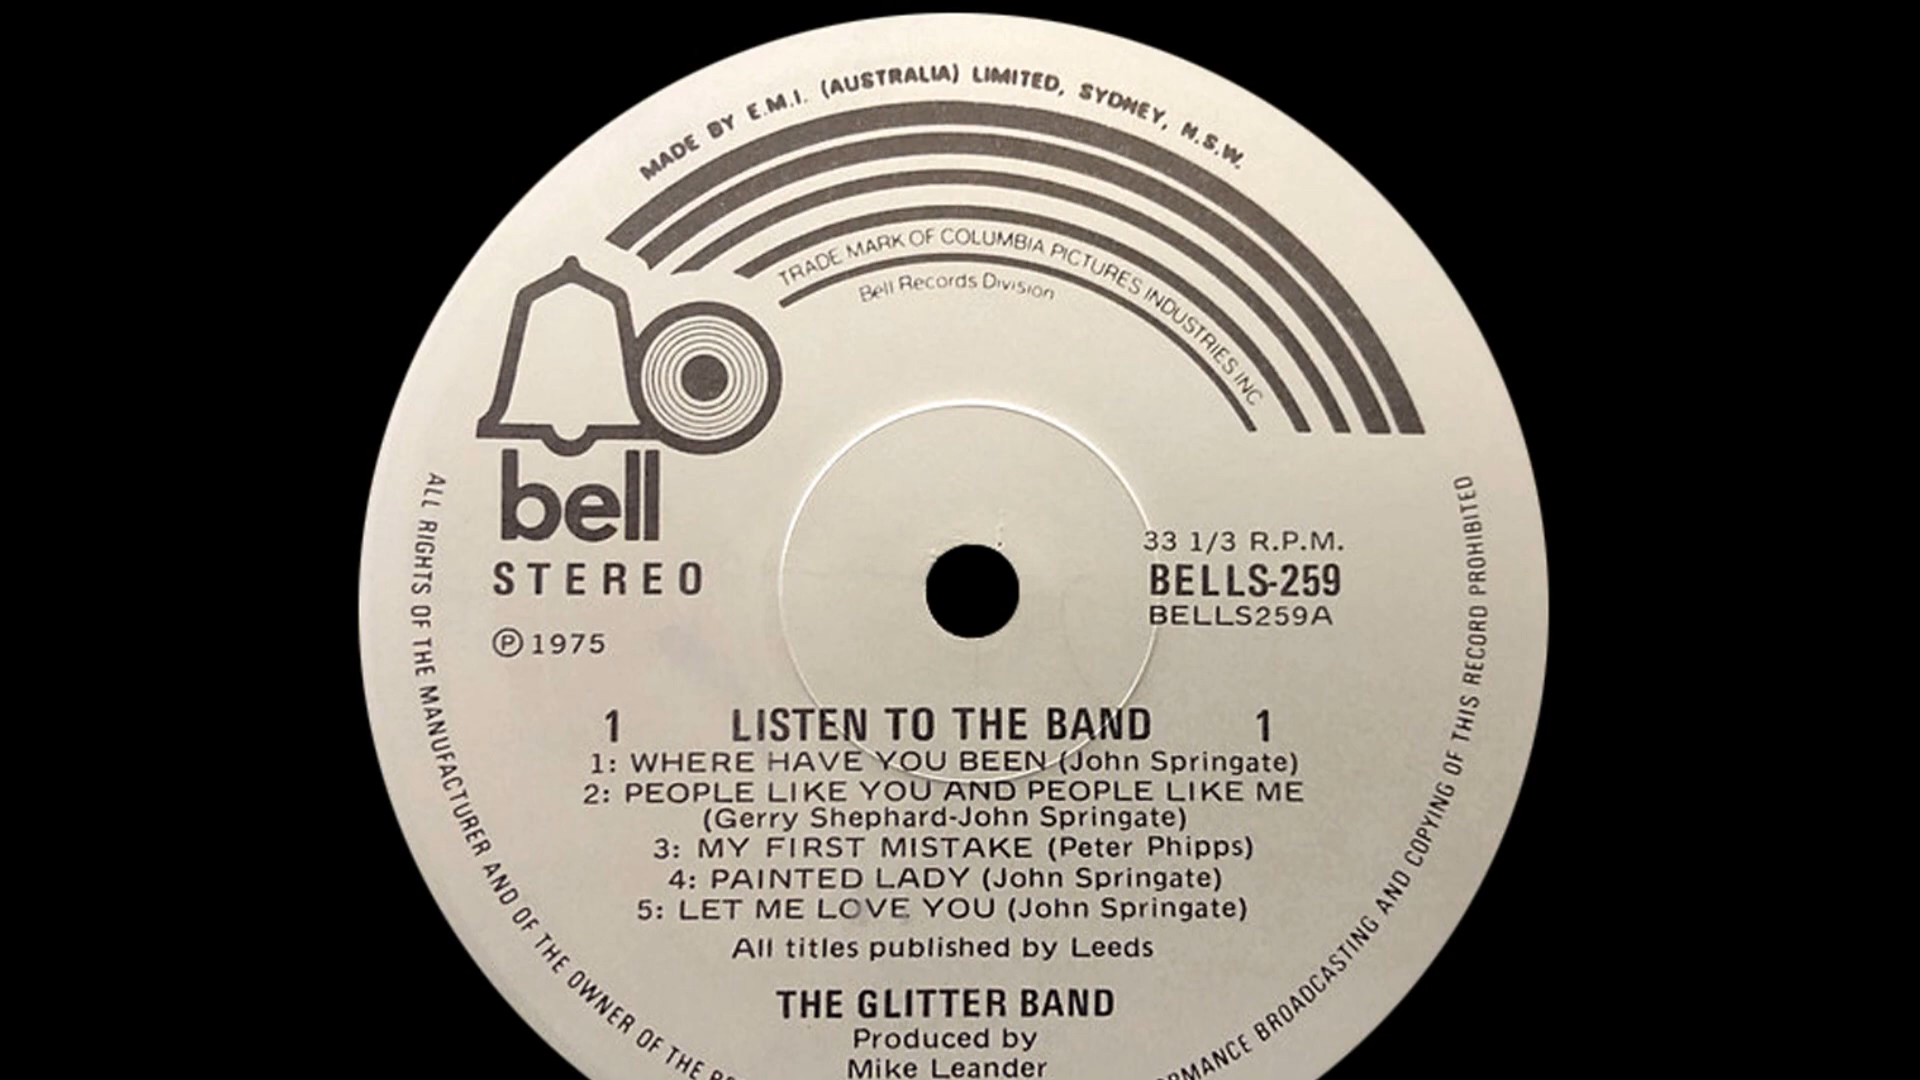 MADE BY E.M.I. (AUSTRALIA) LIMITED, SYDNEY, N.S.W.
TRADE MARK OF COLUMBIA PICTURES INDUSTRIES INC
Bell Records Division
bell
STEREO
Ⓟ 1975
33 1/3 R.P.M.
BELLS-259
BELLS259A
1 LISTEN TO THE BAND 1
1: WHERE HAVE YOU BEEN (John Springate)
2: PEOPLE LIKE YOU AND PEOPLE LIKE ME
(Gerry Shephard-John Springate)
3: MY FIRST MISTAKE (Peter Phipps)
4: PAINTED LADY (John Springate)
5: LET ME LOVE YOU (John Springate)
All titles published by Leeds
THE GLITTER BAND
Produced by
Mike Leander
ALL RIGHTS OF THE MANUFACTURER AND OF THE OWNER OF THE
BROADCASTING AND COPYING OF THIS RECORD PROHIBITED